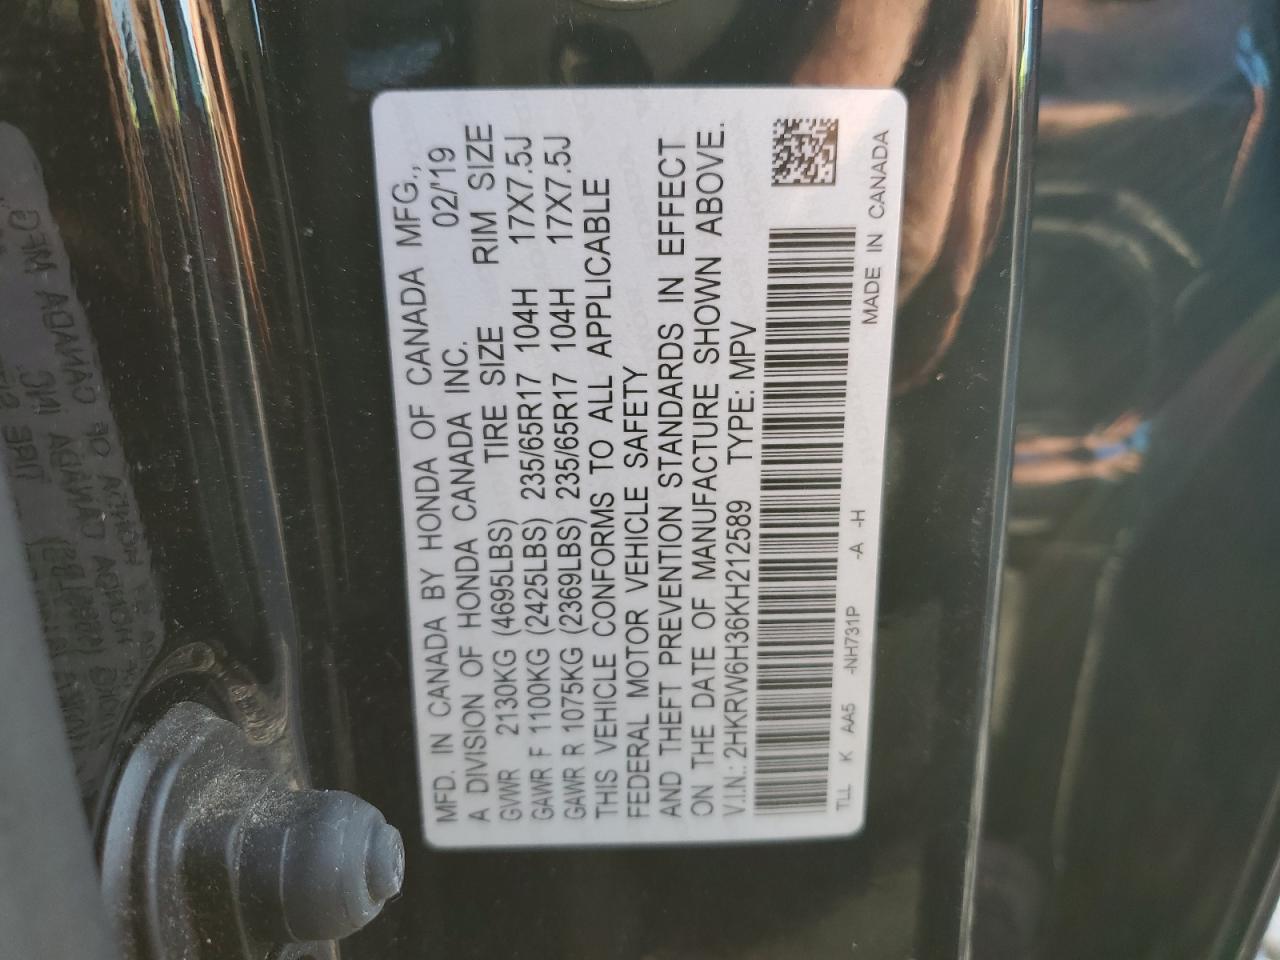 MFD. IN CANADA BY HONDA OF CANADA MFG.,
A DIVISION OF HONDA CANADA INC. 02/'19
GVWR 2130KG (4695LBS) TIRE SIZE RIM SIZE
GAWR F 1100KG (2425LBS) 235/65R17 104H 17X7.5J
GAWR R 1075KG (2369LBS) 235/65R17 104H 17X7.5J
THIS VEHICLE CONFORMS TO ALL APPLICABLE
FEDERAL MOTOR VEHICLE SAFETY
AND THEFT PREVENTION STANDARDS IN EFFECT
ON THE DATE OF MANUFACTURE SHOWN ABOVE.
V.I.N.: 2HKRW6H36KH212589 TYPE: MPV
TLL K AA5 -NH731P -A -H MADE IN CANADA